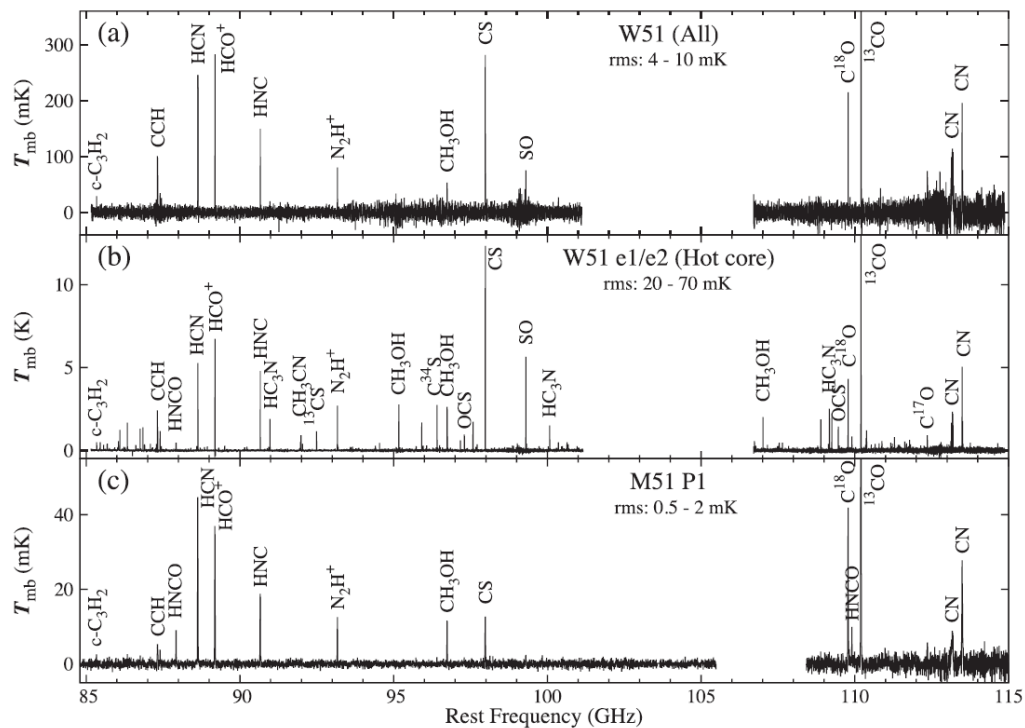 (a)
W51 (All)
rms: 4 - 10 mK
T_mb (mK)
300
200
100
0
c-C₃H₂
CCH
HCN
HCO⁺
HNC
N₂H⁺
CH₃OH
CS
SO
C¹⁸O
¹³CO
CN
CN
(b)
W51 e1/e2 (Hot core)
rms: 20 - 70 mK
T_mb (K)
10
5
0
c-C₃H₂
CCH
HNCO
HCN
HCO⁺
HNC
HC₃N
CH₃CN
¹³CS
N₂H⁺
CH₃OH
C³⁴S
CH₃OH
OCS
CS
SO
HC₃N
CH₃OH
HC₃N
OCS
C¹⁸O
¹³CO
C¹⁷O
CN
CN
(c)
M51 P1
rms: 0.5 - 2 mK
T_mb (mK)
40
20
0
c-C₃H₂
CCH
HNCO
HCN
HCO⁺
HNC
N₂H⁺
CH₃OH
CS
C¹⁸O
HNCO
¹³CO
CN
CN
85 90 95 100 105 110 115
Rest Frequency (GHz)